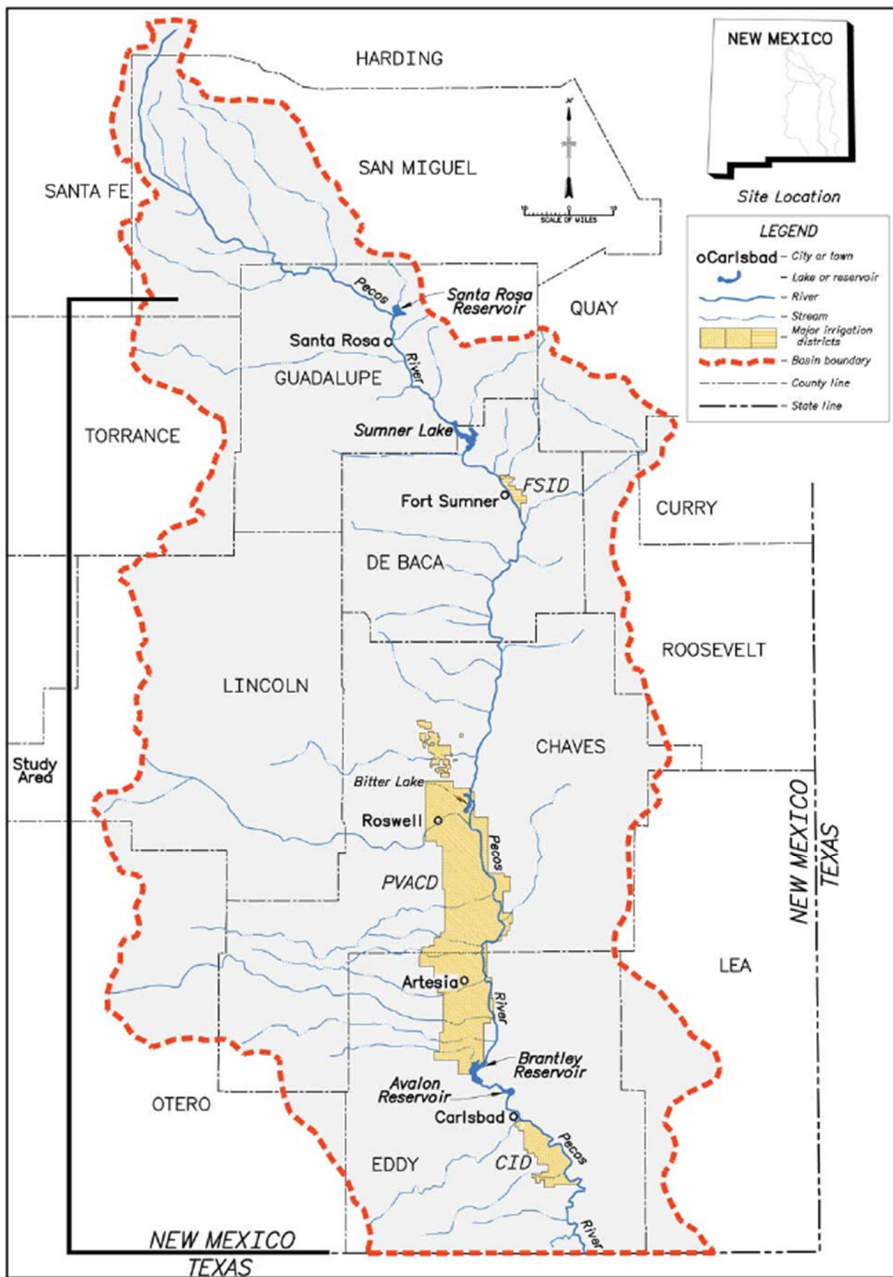 HARDING
NEW MEXICO
SAN MIGUEL
SANTA FE
Site Location
SCALE OF MILES
LEGEND
Carlsbad – City or town
– Lake or reservoir
– River
– Stream
– Major irrigation
districts
– Basin boundary
– County line
– State line
Pecos
Santa Rosa
Reservoir
QUAY
Santa Rosa
River
GUADALUPE
TORRANCE
Sumner Lake
FSID
Fort Sumner
CURRY
DE BACA
ROOSEVELT
LINCOLN
CHAVES
Study
Area
Bitter Lake
Roswell
Pecos
PVACD
NEW MEXICO
TEXAS
LEA
Artesia
River
Brantley
Reservoir
Avalon
Reservoir
OTERO
Carlsbad
Pecos
EDDY
CID
River
NEW MEXICO
TEXAS